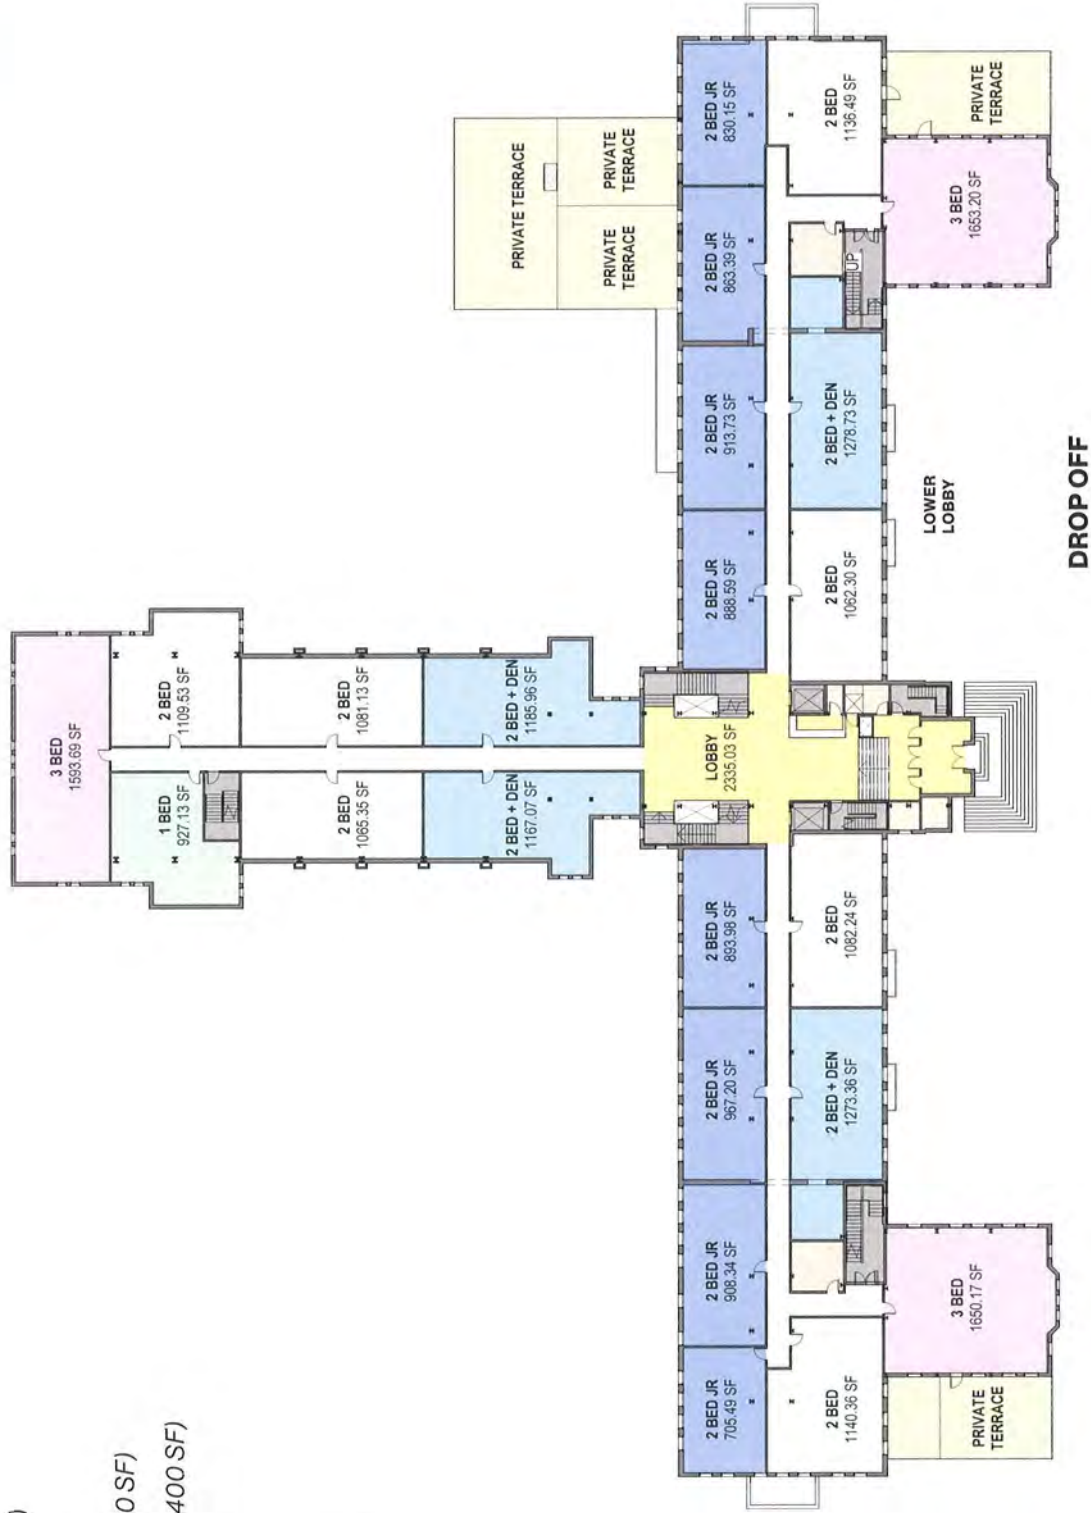 )
0 SF)
400 SF)
3 BED
1593.69 SF
1 BED
927.13 SF
2 BED
1109.53 SF
2 BED
1065.35 SF
2 BED
1081.13 SF
2 BED + DEN
1167.07 SF
2 BED + DEN
1185.96 SF
PRIVATE TERRACE
PRIVATE
TERRACE
PRIVATE
TERRACE
2 BED JR
705.49 SF
2 BED JR
908.34 SF
2 BED JR
967.20 SF
2 BED JR
893.98 SF
LOBBY
2335.03 SF
2 BED JR
888.59 SF
2 BED JR
913.73 SF
2 BED JR
863.39 SF
2 BED JR
830.15 SF
2 BED
1140.36 SF
2 BED + DEN
1273.36 SF
2 BED
1082.24 SF
2 BED
1062.30 SF
2 BED + DEN
1278.73 SF
UP
2 BED
1136.49 SF
PRIVATE
TERRACE
3 BED
1650.17 SF
LOWER
LOBBY
3 BED
1653.20 SF
PRIVATE
TERRACE
DROP OFF